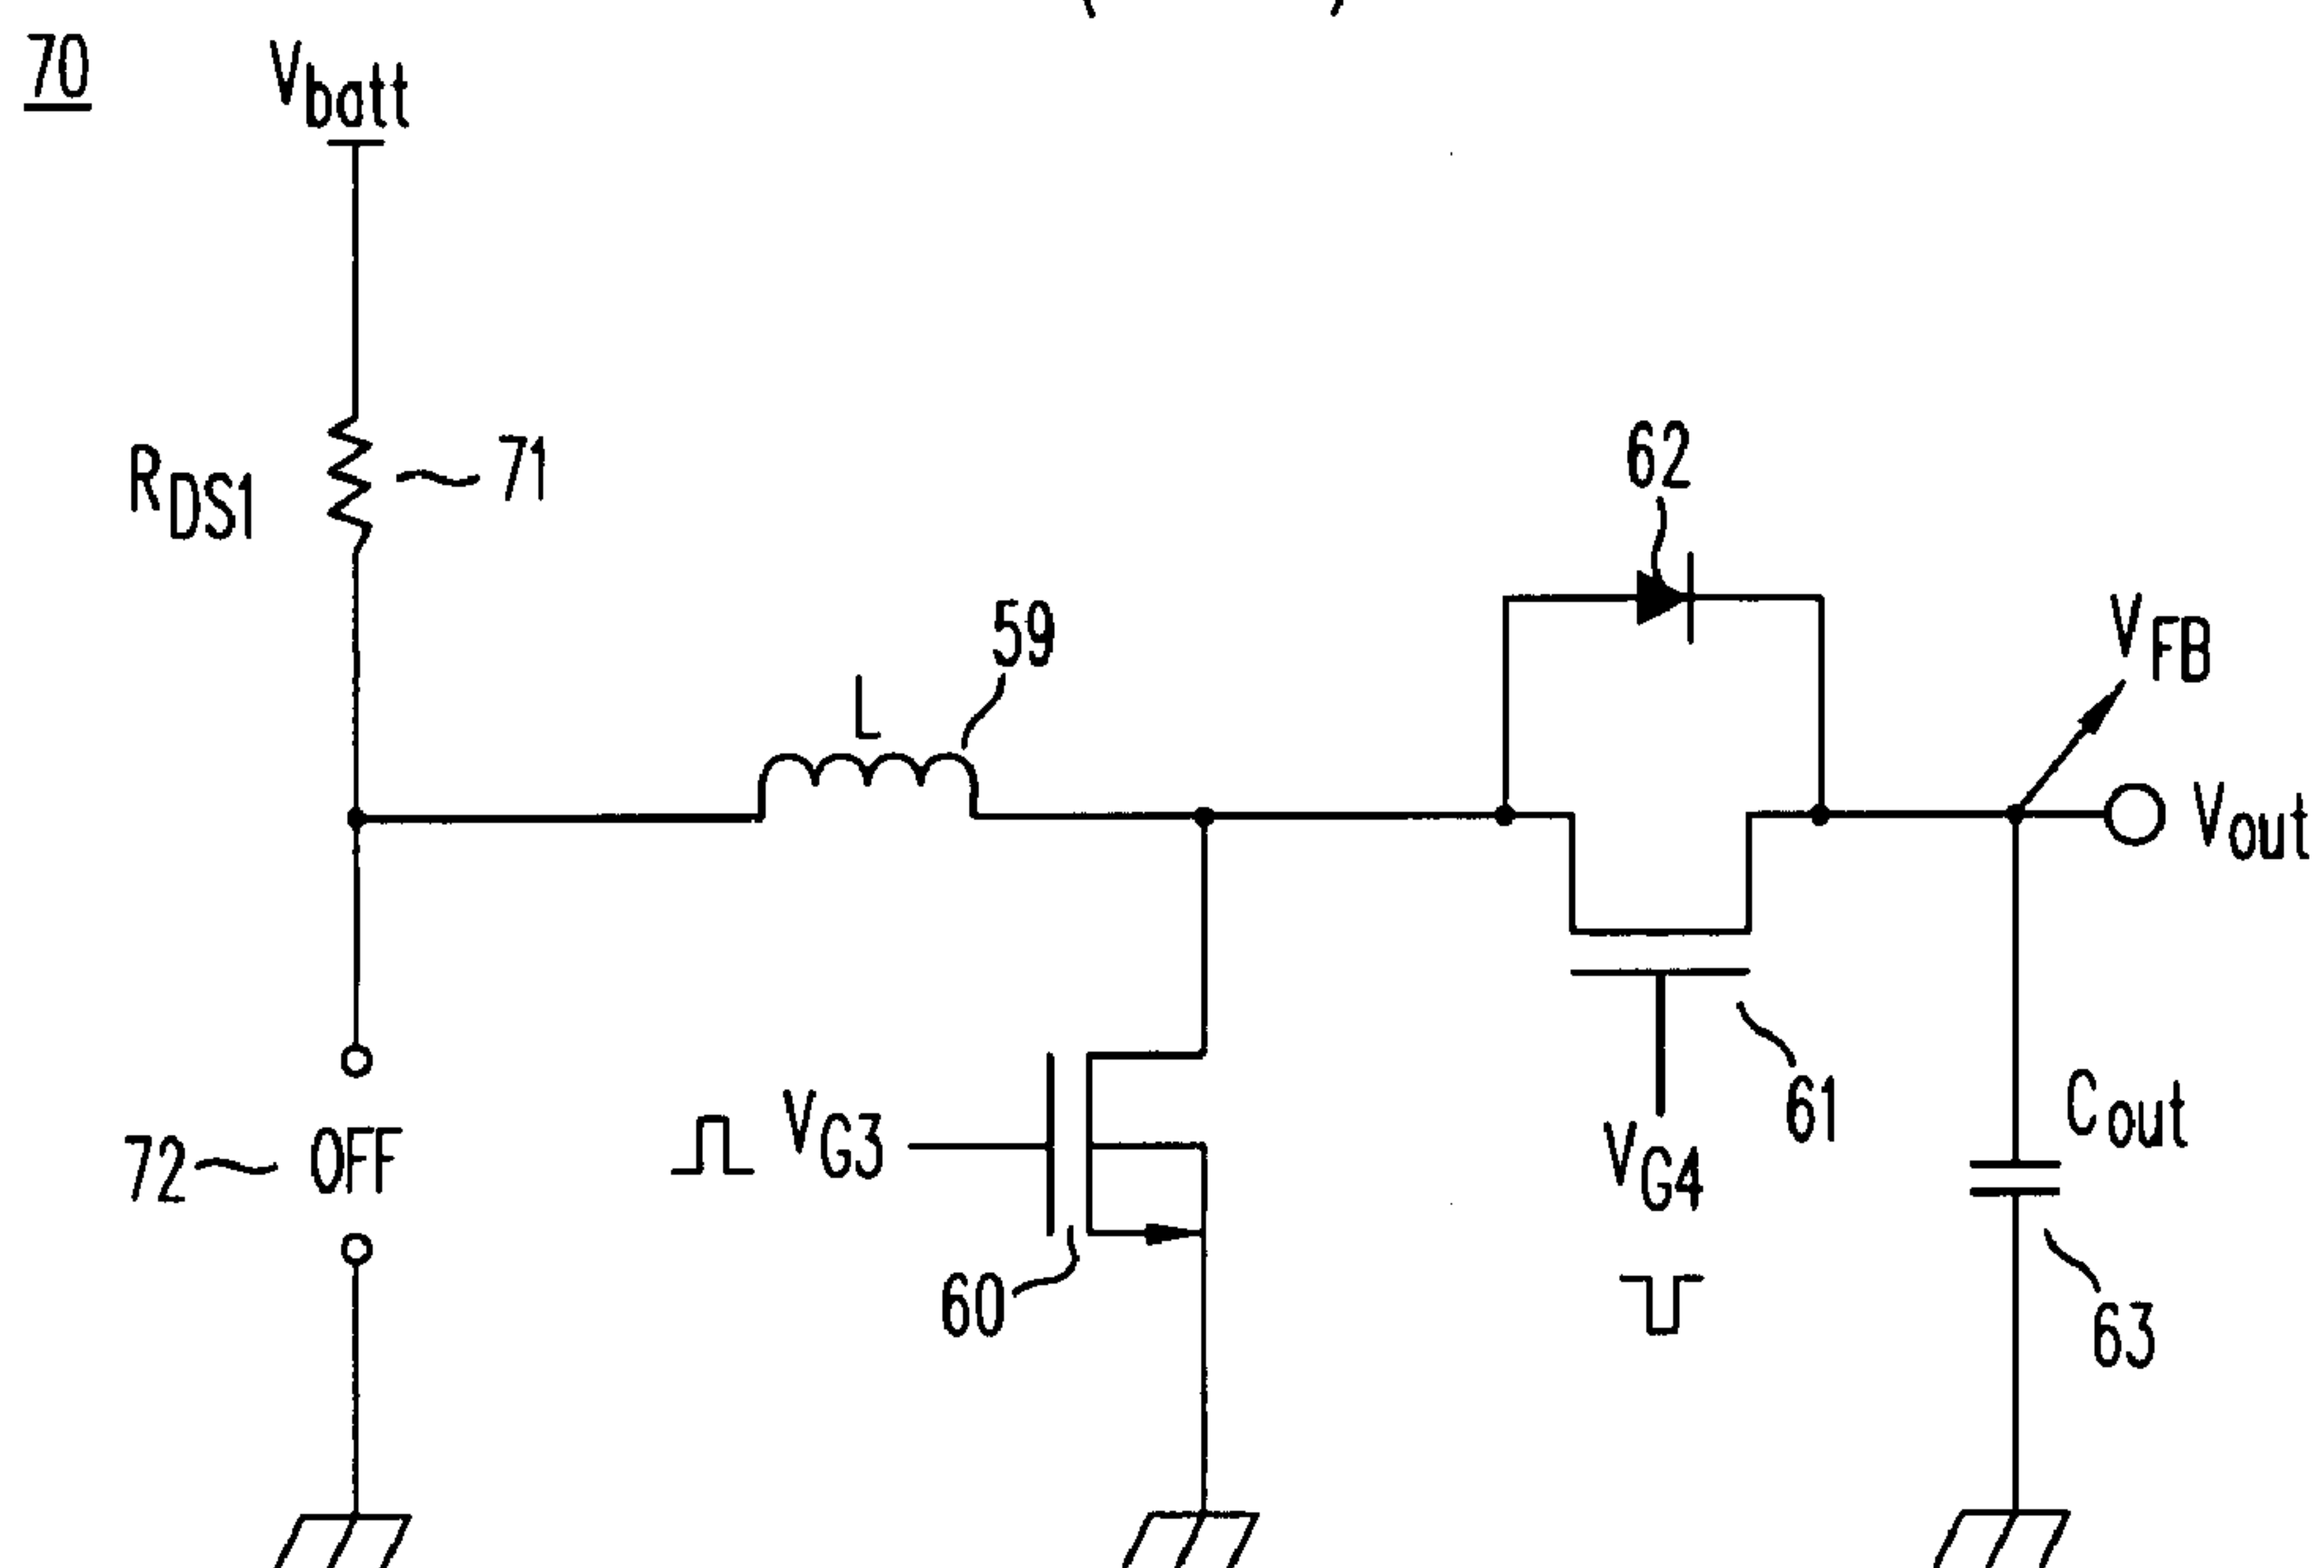 70
Vbatt
RDS1
71
62
59
L
VFB
Vout
72
OFF
VG3
60
61
VG4
Cout
63